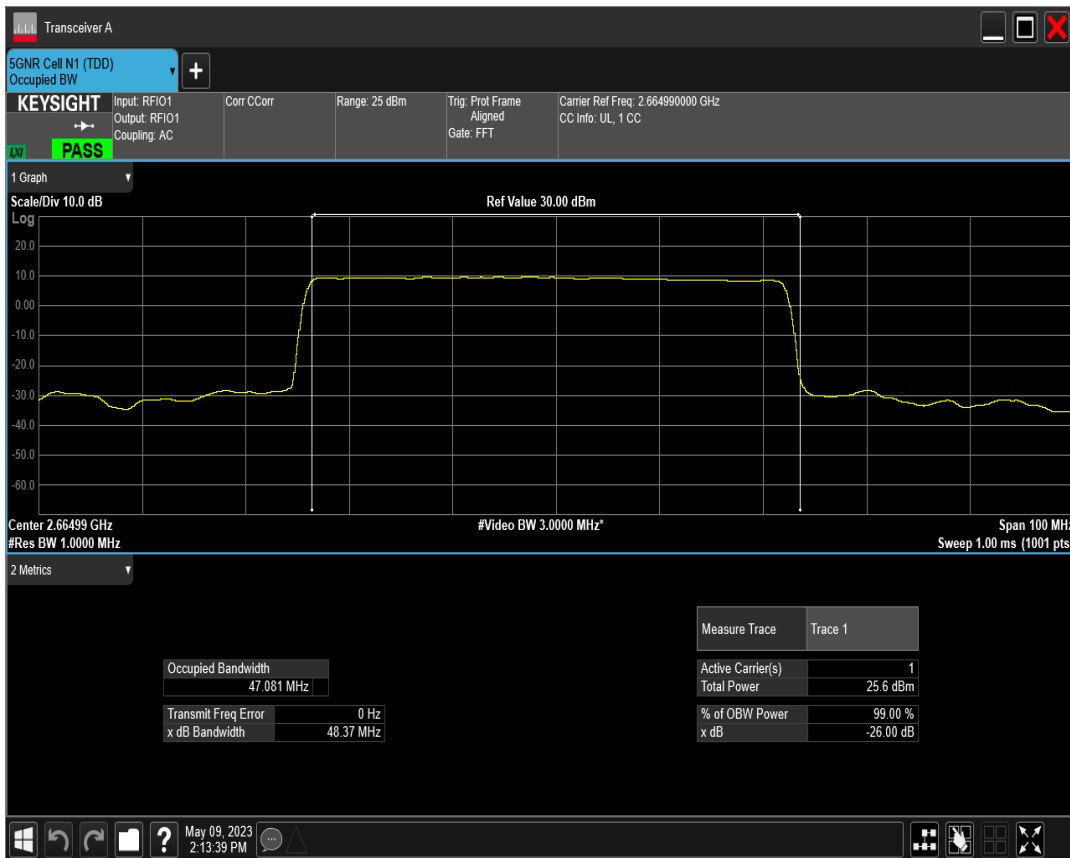 Transceiver A
5GNR Cell N1 (TDD)
Occupied BW
+
KEYSIGHT
LXI
PASS
Input: RFIO1
Output: RFIO1
Coupling: AC
Corr CCorr
Range: 25 dBm
Trig: Prot Frame
Aligned
Gate: FFT
Carrier Ref Freq: 2.664990000 GHz
CC Info: UL, 1 CC
1 Graph
Scale/Div 10.0 dB
Ref Value 30.00 dBm
Log
20.0
10.0
0.00
-10.0
-20.0
-30.0
-40.0
-50.0
-60.0
Center 2.66499 GHz
#Video BW 3.0000 MHz*
Span 100 MHz
#Res BW 1.0000 MHz
Sweep 1.00 ms (1001 pts
2 Metrics
Measure Trace Trace 1
Occupied Bandwidth
47.081 MHz
Active Carrier(s) 1
Total Power 25.6 dBm
Transmit Freq Error 0 Hz
x dB Bandwidth 48.37 MHz
% of OBW Power 99.00 %
x dB -26.00 dB
?
May 09, 2023
2:13:39 PM